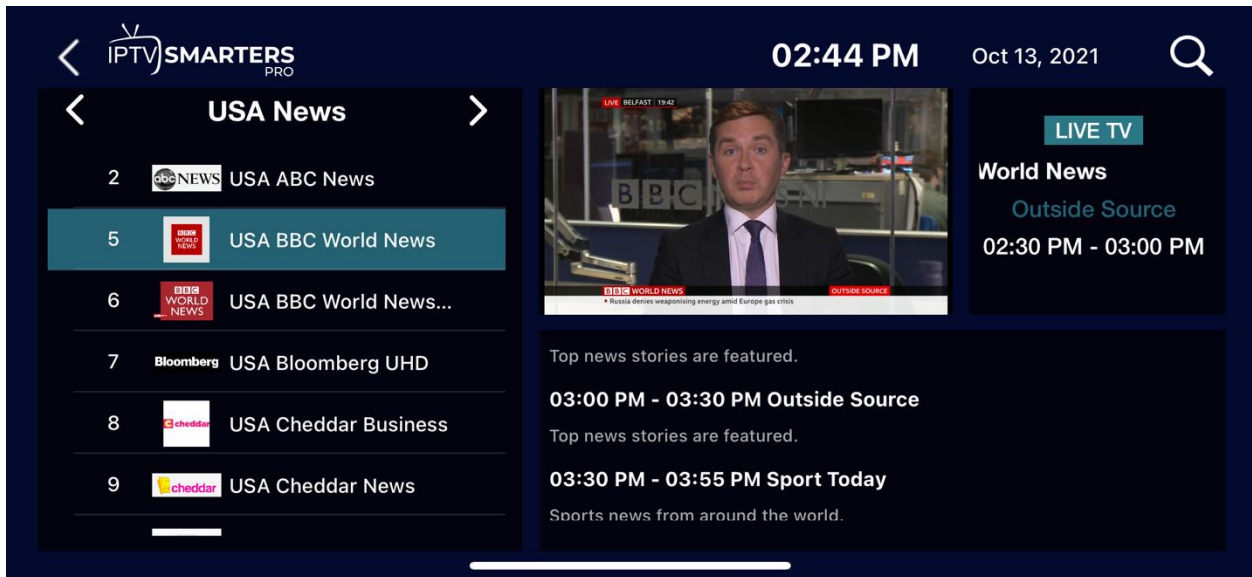 IPTV SMARTERS
PRO
02:44 PM
Oct 13, 2021
USA News
2 abc NEWS USA ABC News
5 BBC WORLD NEWS USA BBC World News
6 BBC WORLD NEWS USA BBC World News...
7 Bloomberg USA Bloomberg UHD
8 cheddar USA Cheddar Business
9 cheddar USA Cheddar News
LIVE BELFAST 19:42
BBC
BBC WORLD NEWS OUTSIDE SOURCE
• Russia denies weaponising energy amid Europe gas crisis
LIVE TV
World News
Outside Source
02:30 PM - 03:00 PM
Top news stories are featured.
03:00 PM - 03:30 PM Outside Source
Top news stories are featured.
03:30 PM - 03:55 PM Sport Today
Sports news from around the world.